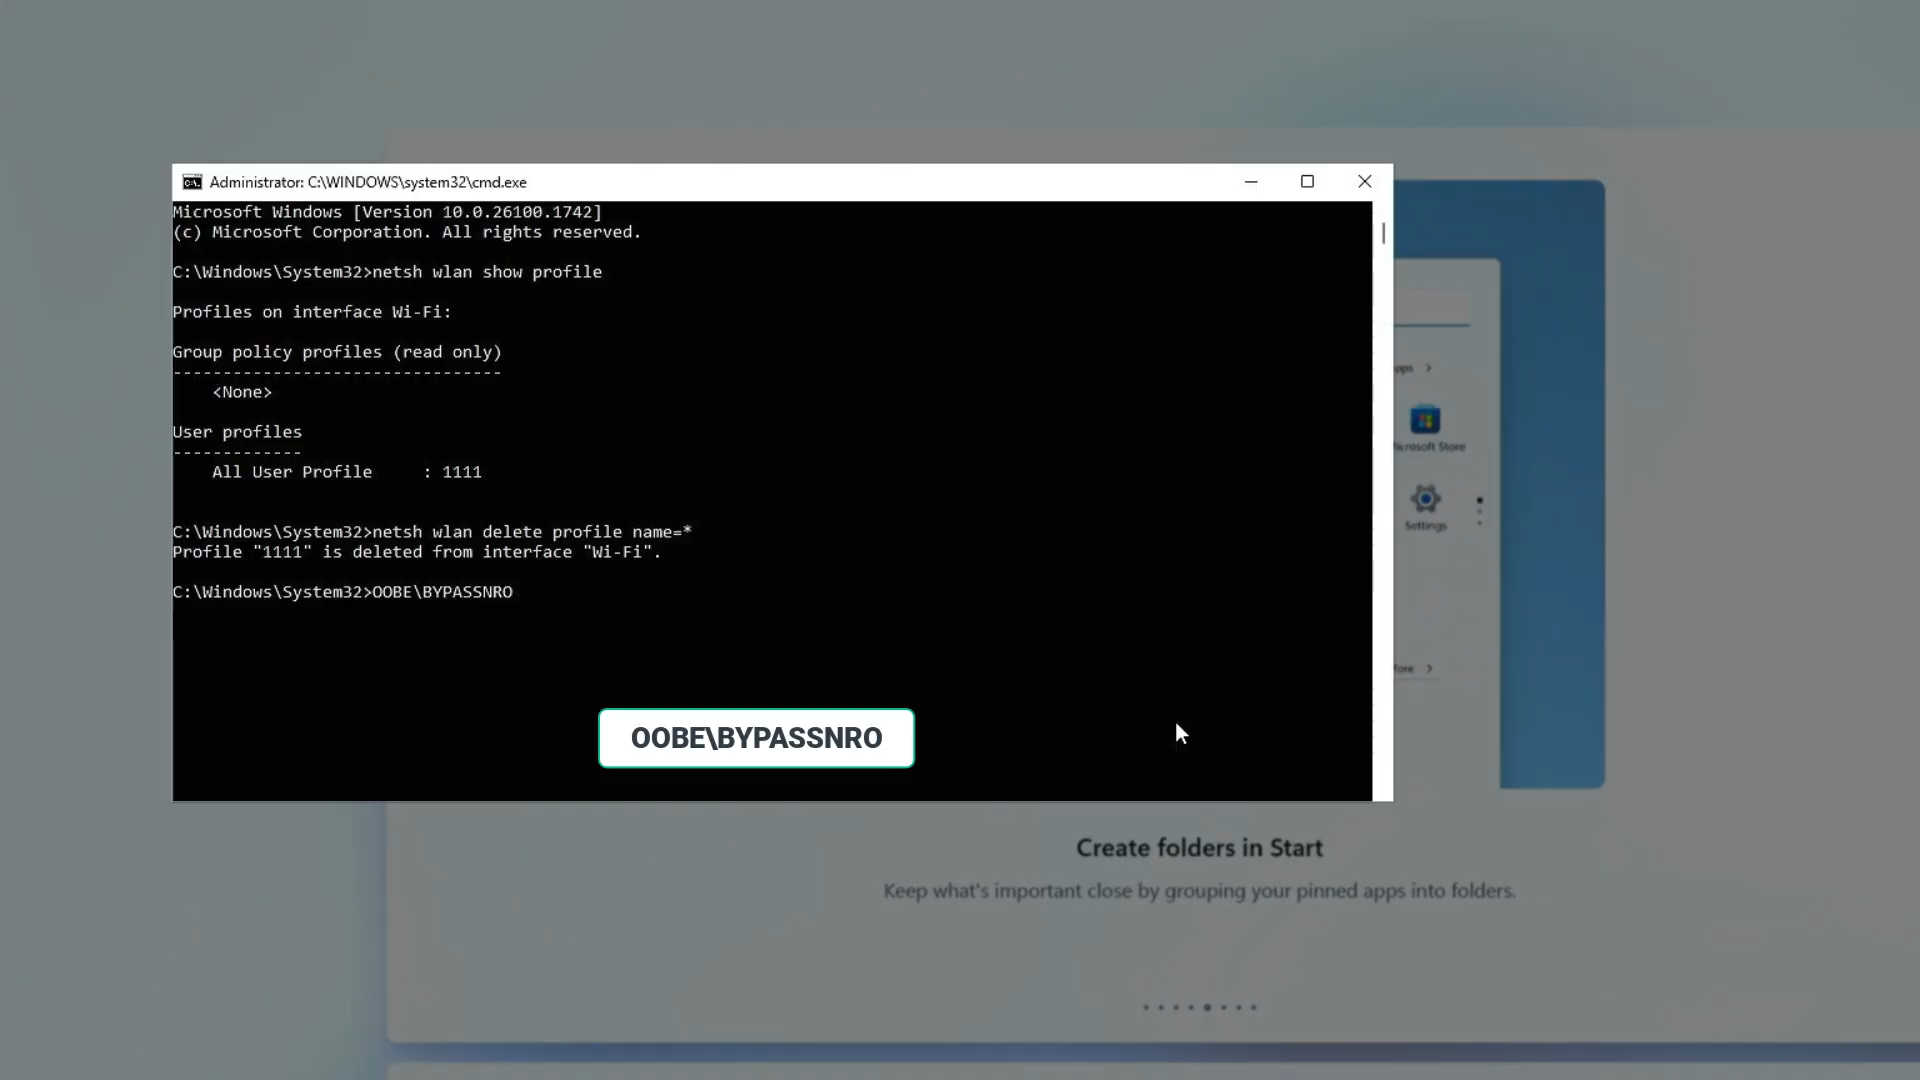 Administrator: C:\WINDOWS\system32\cmd.exe
Microsoft Windows [Version 10.0.26100.1742]
(c) Microsoft Corporation. All rights reserved.
C:\Windows\System32>netsh wlan show profile
Profiles on interface Wi-Fi:
Group policy profiles (read only)
---------------------------------
<None>
User profiles
-------------
All User Profile     : 1111
C:\Windows\System32>netsh wlan delete profile name=*
Profile "1111" is deleted from interface "Wi-Fi".
C:\Windows\System32>OOBE\BYPASSNRO
OOBE\BYPASSNRO
Store
Settings
Create folders in Start
Keep what's important close by grouping your pinned apps into folders.